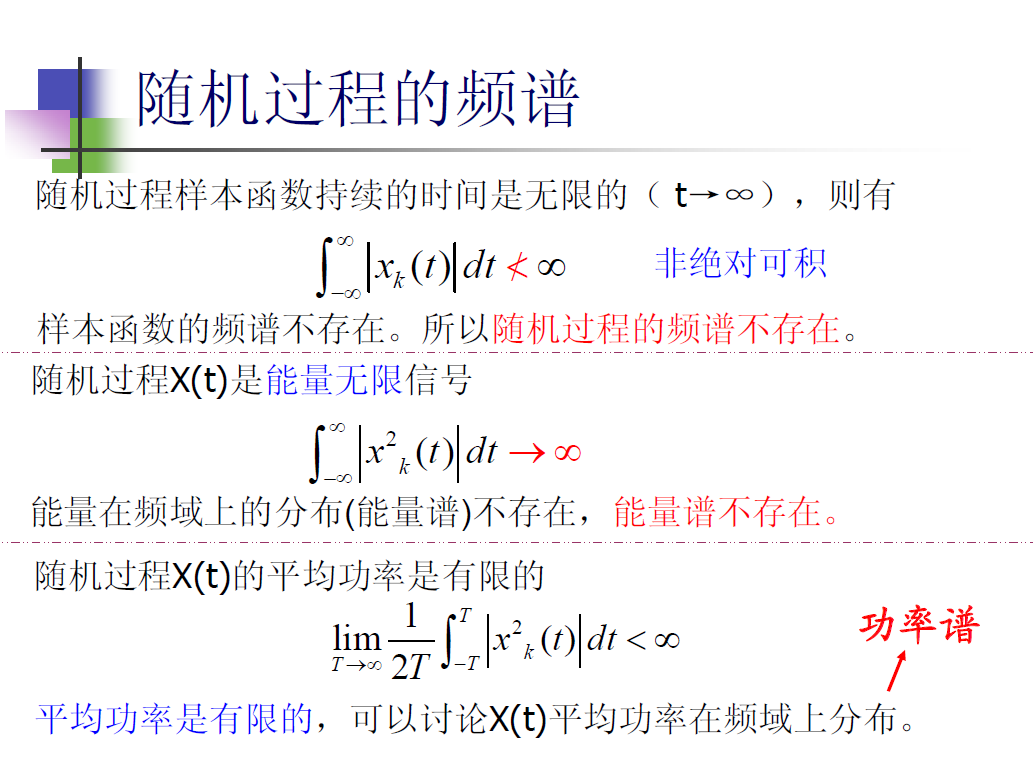 随机过程的频谱
随机过程样本函数持续的时间是无限的（ t→∞），则有
∫_{-∞}^{∞} |x_k(t)| dt ≮ ∞ 非绝对可积
样本函数的频谱不存在。所以随机过程的频谱不存在。
随机过程X(t)是能量无限信号
∫_{-∞}^{∞} |x²_k(t)| dt → ∞
能量在频域上的分布(能量谱)不存在，能量谱不存在。
随机过程X(t)的平均功率是有限的
lim_{T→∞} 1/2T ∫_{-T}^{T} |x²_k(t)| dt < ∞
功率谱
平均功率是有限的，可以讨论X(t)平均功率在频域上分布。